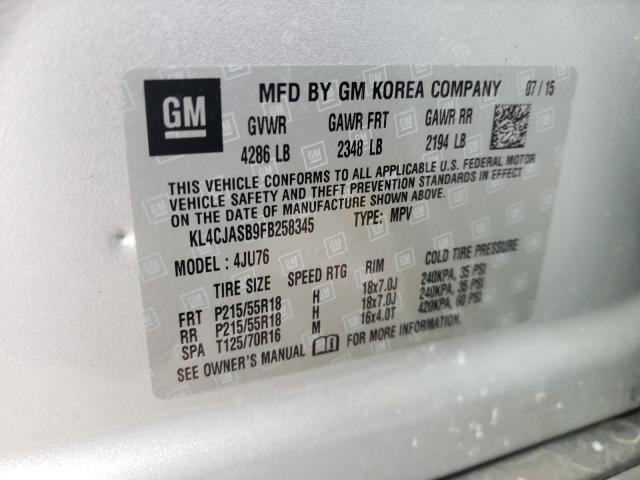 GM
MFD BY GM KOREA COMPANY 07/15
GVWR GAWR FRT GAWR RR
4286 LB 2348 LB 2194 LB
THIS VEHICLE CONFORMS TO ALL APPLICABLE U.S. FEDERAL MOTOR
VEHICLE SAFETY AND THEFT PREVENTION STANDARDS IN EFFECT
ON THE DATE OF MANUFACTURE SHOWN ABOVE.
KL4CJASB9FB258345 TYPE: MPV
MODEL : 4JU76
TIRE SIZE SPEED RTG RIM COLD TIRE PRESSURE
FRT P215/55R18 H 18x7.0J 240KPA, 35 PSI
RR P215/55R18 H 18x7.0J 240KPA, 35 PSI
SPA T125/70R16 M 16x4.0T 420KPA, 60 PSI
SEE OWNER'S MANUAL FOR MORE INFORMATION